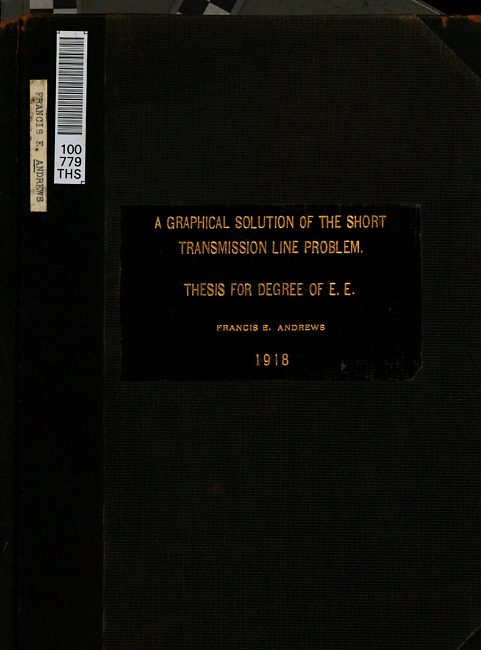 100
779
THS
FRANCIS E. ANDREWS
A GRAPHICAL SOLUTION OF THE SHORT
TRANSMISSION LINE PROBLEM.
THESIS FOR DEGREE OF E. E.
FRANCIS E. ANDREWS
1918